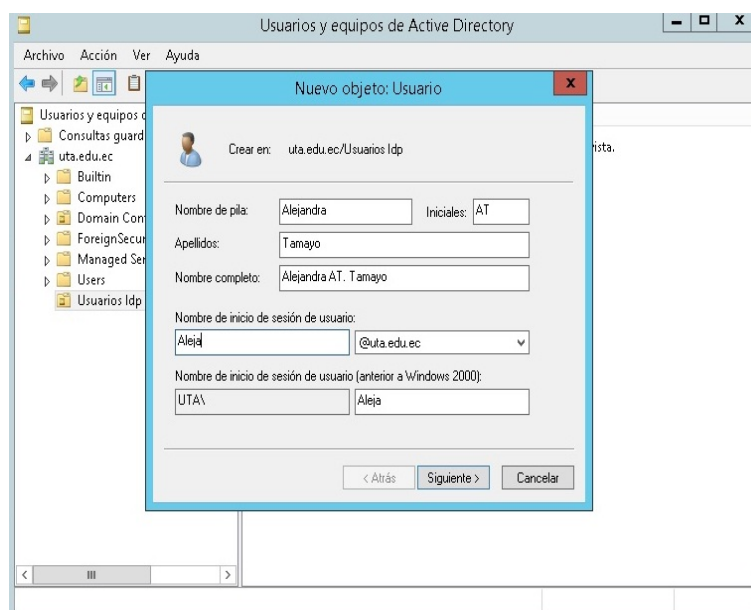 Usuarios y equipos de Active Directory
Archivo Acción Ver Ayuda
Nuevo objeto: Usuario
Usuarios y equipos
Consultas guard
uta.edu.ec
Builtin
Computers
Domain Con
ForeignSecur
Managed Ser
Users
Usuarios Idp
ista.
Crear en: uta.edu.ec/Usuarios Idp
Nombre de pila: Alejandra Iniciales: AT
Apellidos: Tamayo
Nombre completo: Alejandra AT. Tamayo
Nombre de inicio de sesión de usuario:
Aleja @uta.edu.ec
Nombre de inicio de sesión de usuario (anterior a Windows 2000):
UTA\ Aleja
< Atrás Siguiente > Cancelar